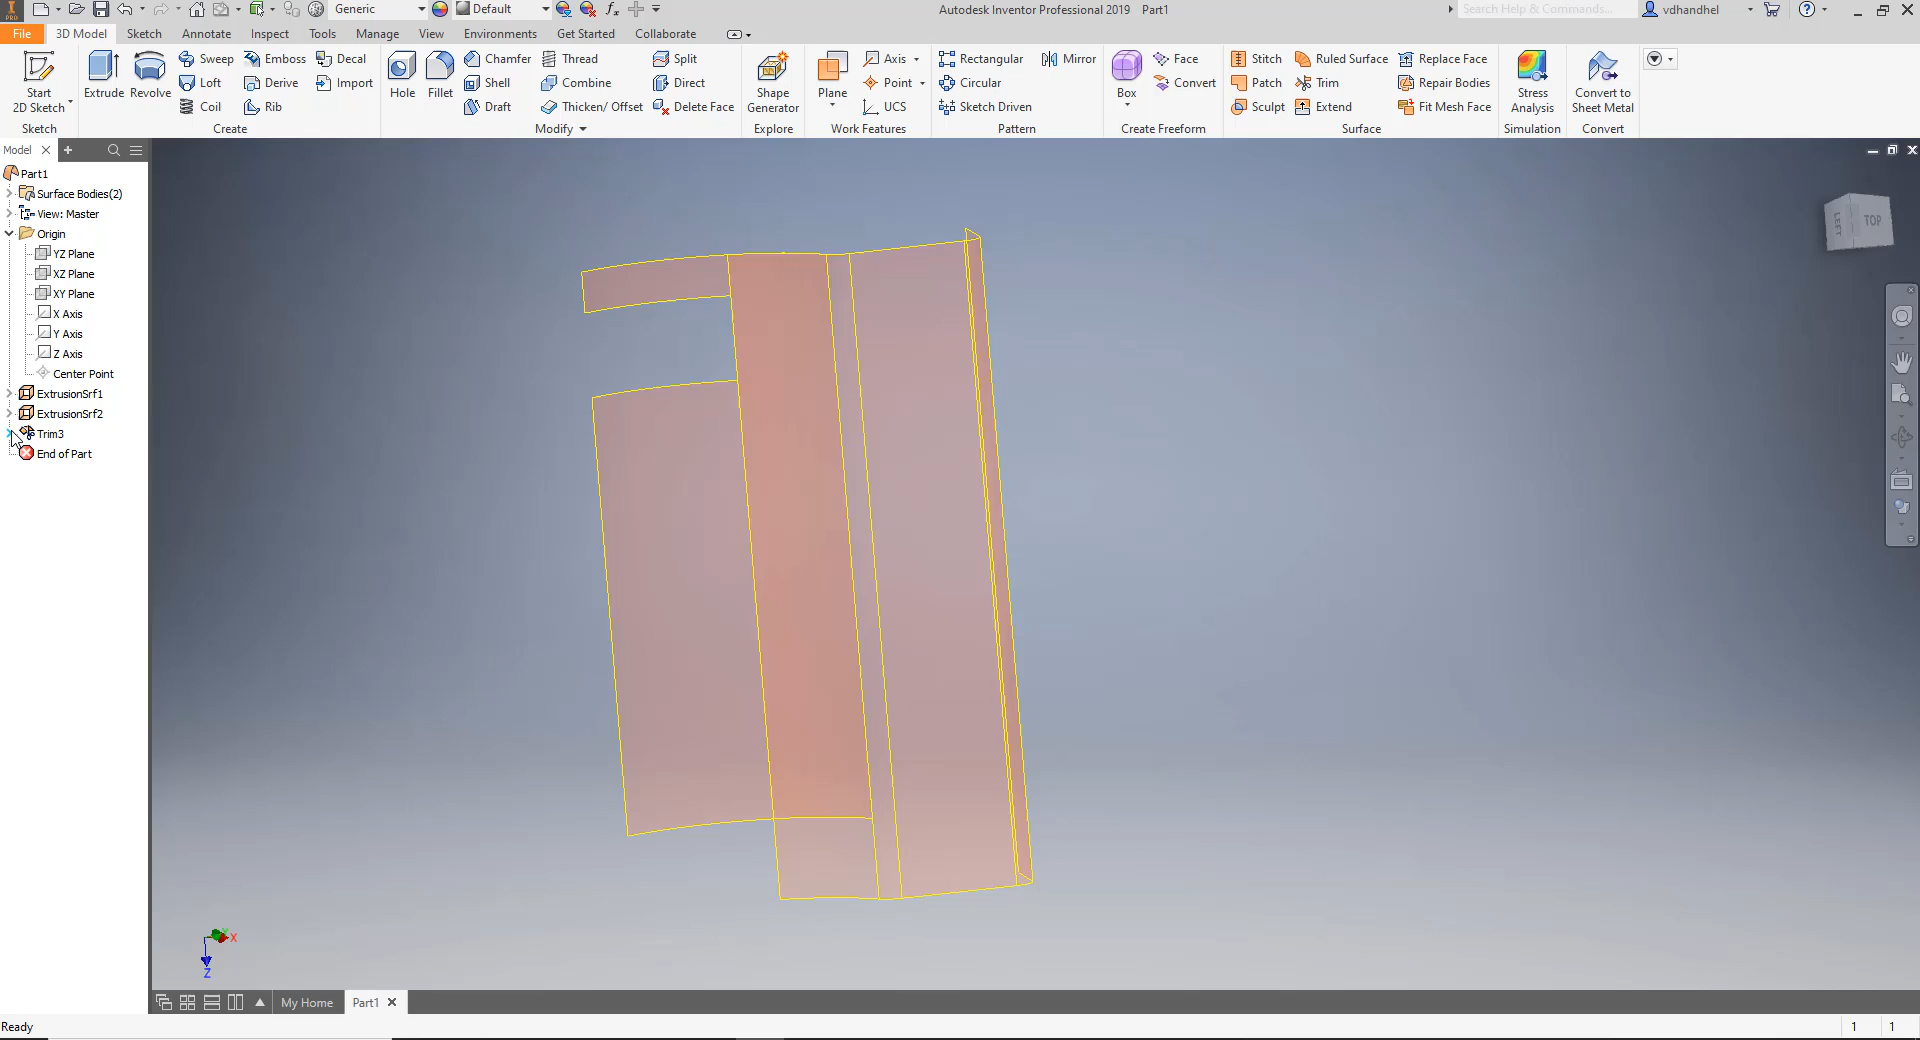 Generic
Default
fx
Autodesk Inventor Professional 2019 Part1
Search Help & Commands...
vdhandhel
PRO
File
3D Model
Sketch
Annotate
Inspect
Tools
Manage
View
Environments
Get Started
Collaborate
Start
2D Sketch
Sketch
Extrude
Revolve
Sweep
Loft
Coil
Emboss
Derive
Rib
Decal
Import
Create
Hole
Fillet
Chamfer
Shell
Draft
Thread
Combine
Thicken/ Offset
Split
Direct
Delete Face
Modify
Shape
Generator
Explore
Plane
Axis
Point
UCS
Work Features
Rectangular
Circular
Sketch Driven
Mirror
Pattern
Box
Face
Convert
Create Freeform
Stitch
Patch
Sculpt
Ruled Surface
Trim
Extend
Replace Face
Repair Bodies
Fit Mesh Face
Surface
Stress
Analysis
Simulation
Convert to
Sheet Metal
Convert
Model
Part1
Surface Bodies(2)
View: Master
Origin
YZ Plane
XZ Plane
XY Plane
X Axis
Y Axis
Z Axis
Center Point
ExtrusionSrf1
ExtrusionSrf2
Trim3
End of Part
LEFT
TOP
X
Z
My Home
Part1
Ready
1
1